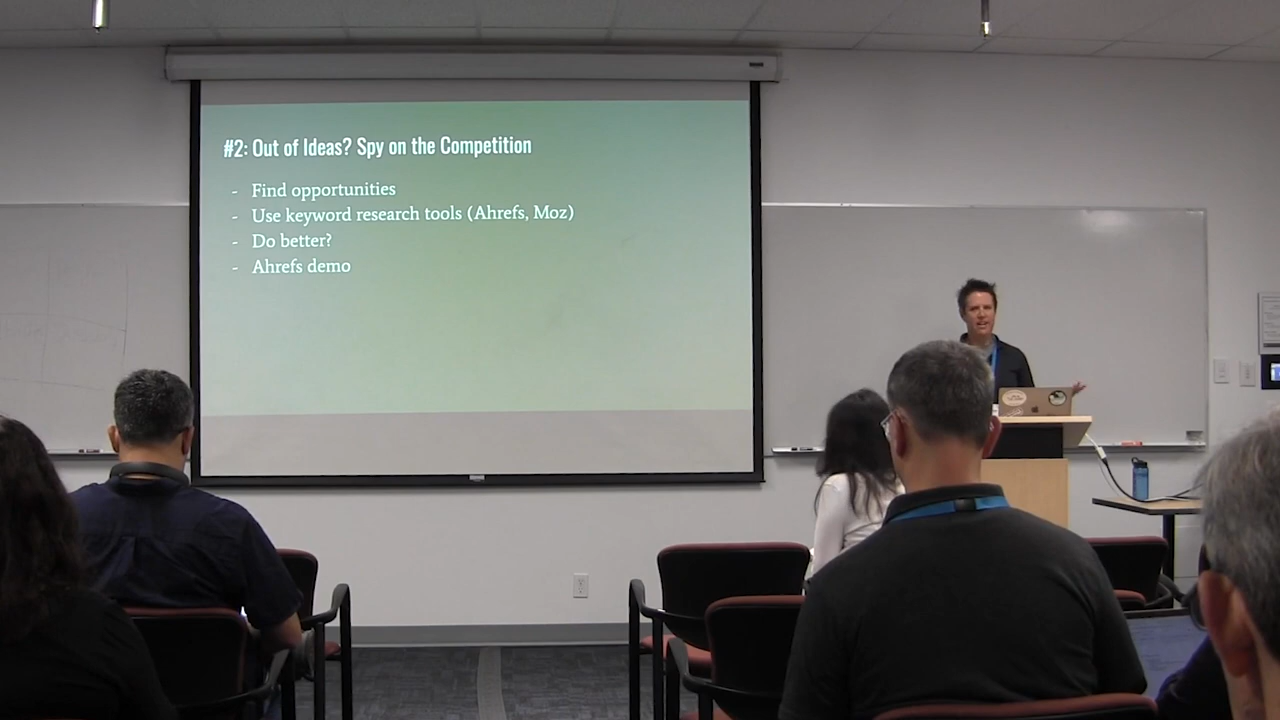 #2: Out of Ideas? Spy on the Competition
- Find opportunities
- Use keyword research tools (Ahrefs, Moz)
- Do better?
- Ahrefs demo